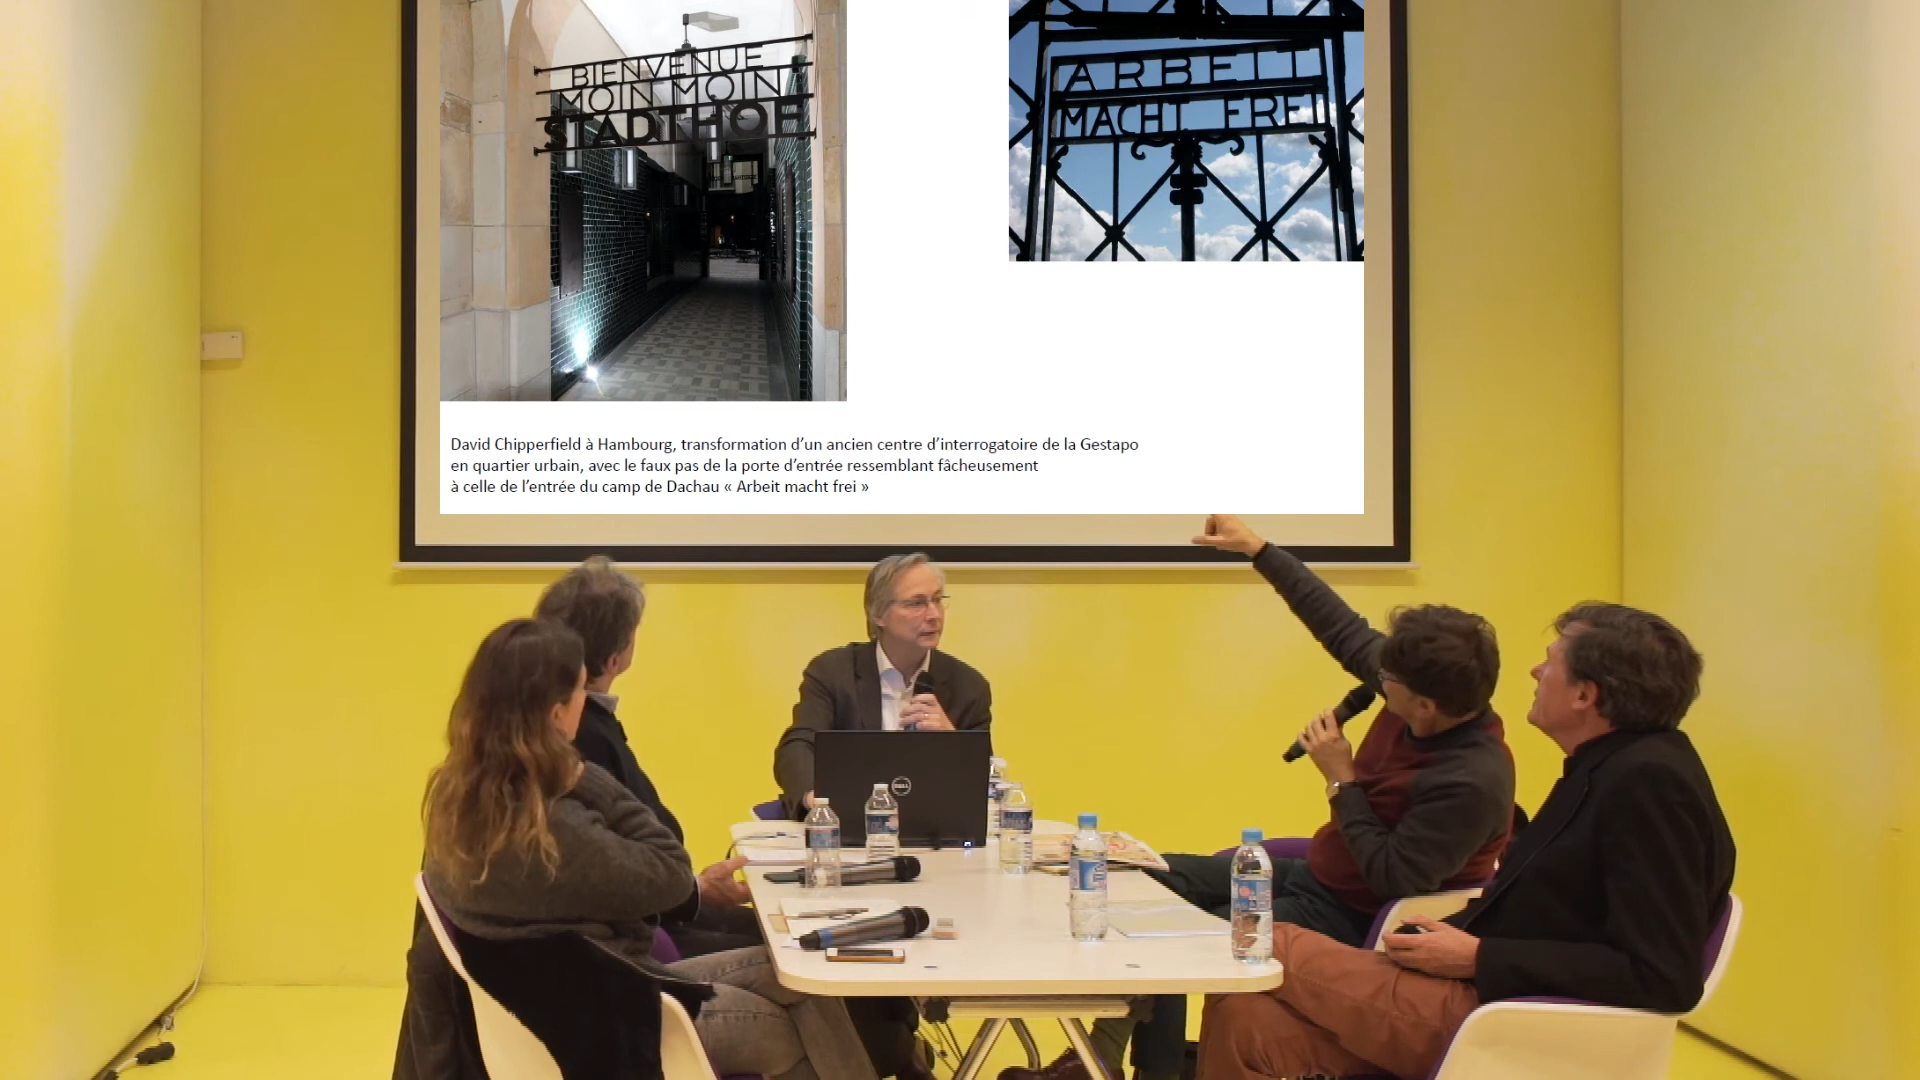 BIENVENUE
MOIN MOIN
STADTHOF
ARBEIT
MACHT FREI
David Chipperfield à Hambourg, transformation d’un ancien centre d’interrogatoire de la Gestapo
en quartier urbain, avec le faux pas de la porte d’entrée ressemblant fâcheusement
à celle de l’entrée du camp de Dachau « Arbeit macht frei »
DELL